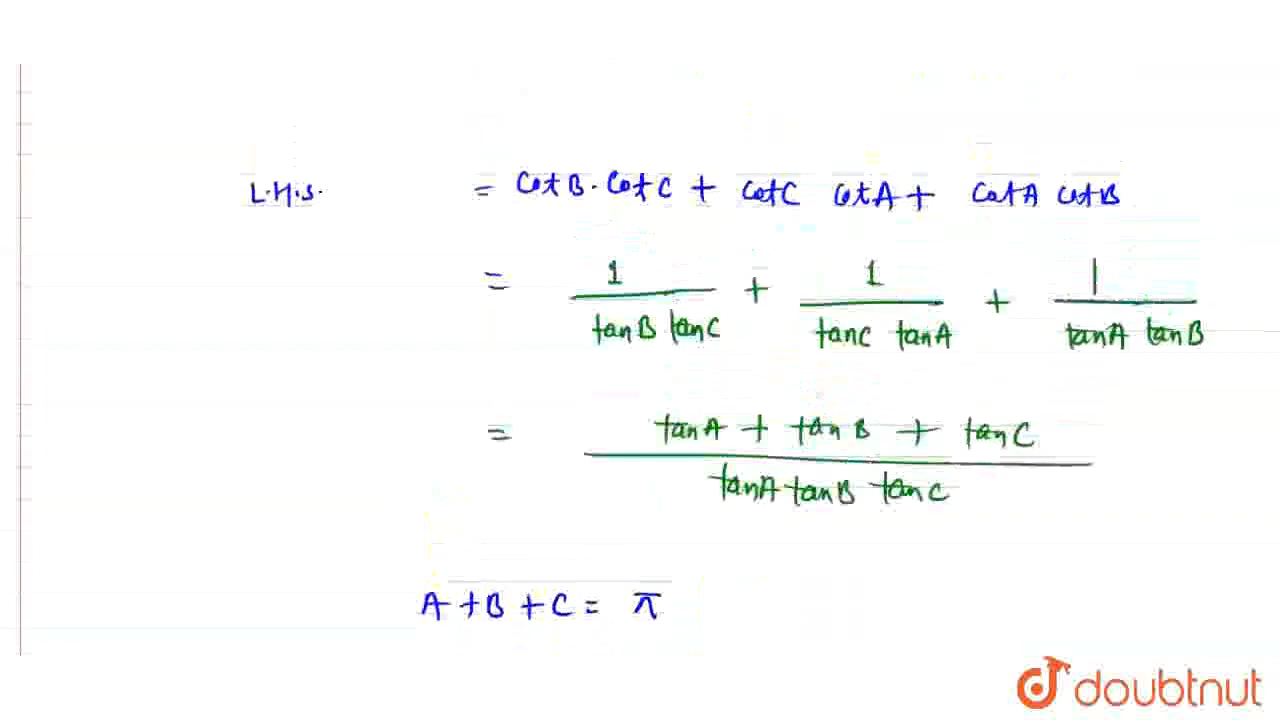 L.H.S. = Cot B . Cot C + Cot C Cot A + Cot A Cot B
= 1 / tan B tan C + 1 / tan C tan A + 1 / tan A tan B
= tan A + tan B + tan C / tan A tan B tan C
A + B + C = π
doubtnut